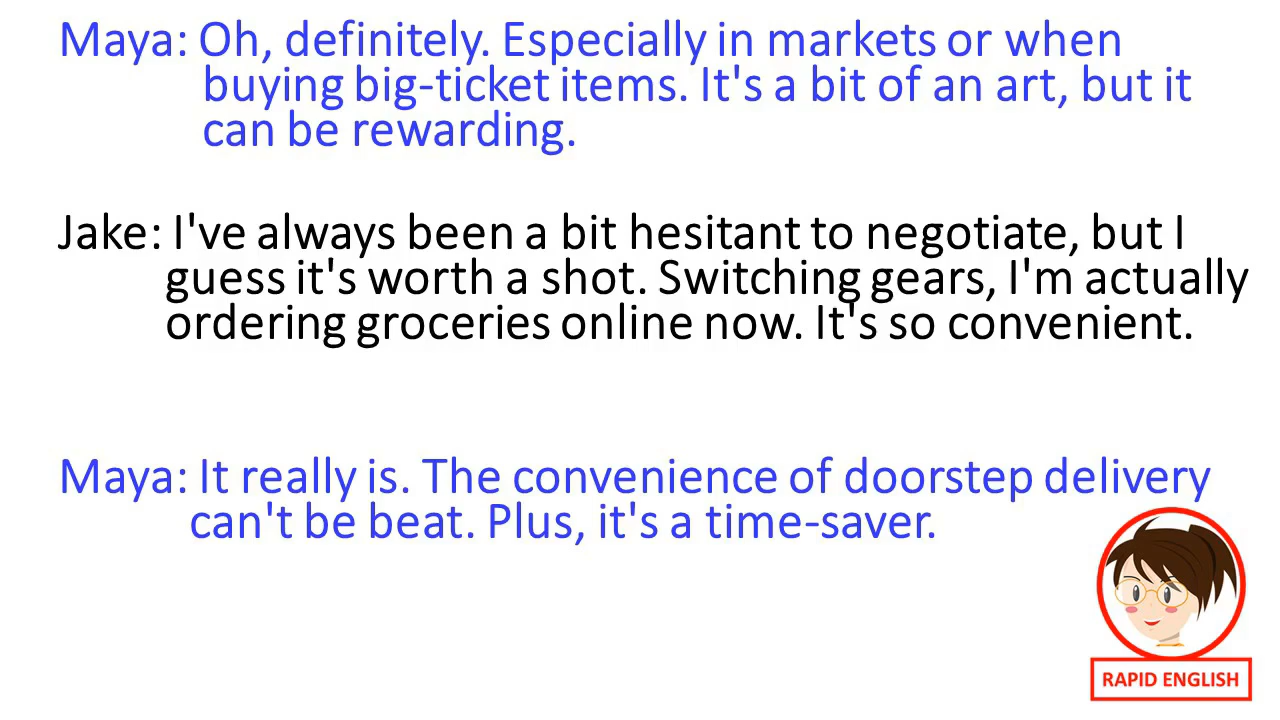 Maya: Oh, definitely. Especially in markets or when
buying big-ticket items. It's a bit of an art, but it
can be rewarding.
Jake: I've always been a bit hesitant to negotiate, but I
guess it's worth a shot. Switching gears, I'm actually
ordering groceries online now. It's so convenient.
Maya: It really is. The convenience of doorstep delivery
can't be beat. Plus, it's a time-saver.
RAPID ENGLISH